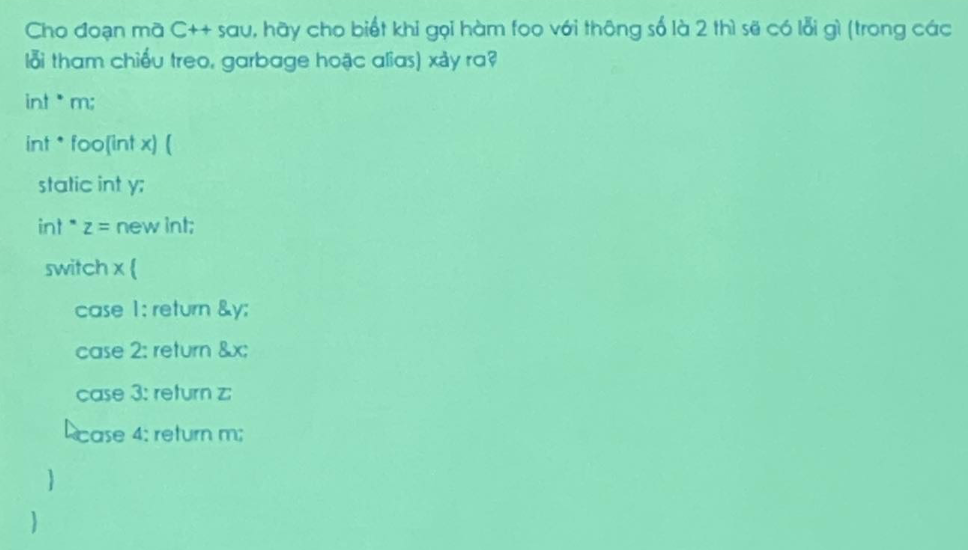 Cho đoạn mã C++ sau, hãy cho biết khi gọi hàm foo với thông số là 2 thì sẽ có lỗi gì (trong các
lỗi tham chiếu treo, garbage hoặc alias) xảy ra?
int * m;
int * foo(int x) {
static int y;
int * z = new int;
switch x {
case 1: return &y;
case 2: return &x;
case 3: return z;
case 4: return m;
}
}